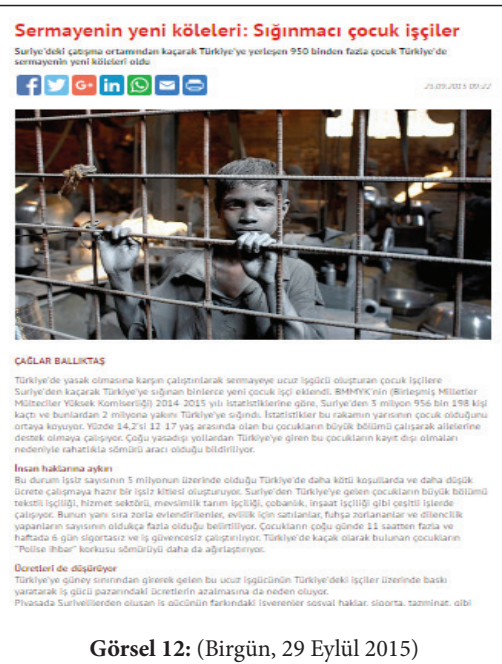 Sermayenin yeni köleleri: Sığınmacı çocuk işçiler
Suriye'deki çatışma ortamından kaçarak Türkiye'ye yerleşen 950 binden fazla çocuk Türkiye'de
sermayenin yeni köleleri oldu
25.09.2015 09:22
ÇAĞLAR BALLIKTAŞ
Türkiye'de yasak olmasına karşın çalıştırılarak sermayeye ucuz işgücü oluşturan çocuk işçilere
Suriye'den kaçarak Türkiye'ye sığınan binlerce yeni çocuk işçi eklendi. BMMYK'nin (Birleşmiş Milletler
Mülteciler Yüksek Komiserliği) 2014-2015 yılı istatistiklerine göre, Suriye'den 3 milyon 956 bin 198 kişi
kaçtı ve bunlardan 2 milyona yakını Türkiye'ye sığındı. İstatistikler bu rakamın yarısının çocuk olduğunu
ortaya koyuyor. Yüzde 14,2'si 12-17 yaş arasında olan bu çocukların büyük bölümü çalışarak ailelerine
destek olmaya çalışıyor. Çoğu yasadışı yollardan Türkiye'ye giren bu çocukların kayıt dışı olmaları
nedeniyle rahatlıkla sömürü aracı olduğu bildiriliyor.
İnsan haklarına aykırı
Bu durum işsiz sayısının 3 milyonun üzerinde olduğu Türkiye'de daha kötü koşullarda ve daha düşük
ücrete çalışmaya hazır bir işsiz kitlesi oluşturuyor. Suriye'den Türkiye'ye gelen çocukların büyük bölümü
tekstil işçiliği, hizmet sektörü, mevsimlik tarım işçiliği, çobanlık, inşaat işçiliği gibi çeşitli işlerde
çalışıyor. Bunun yanı sıra zorla evlendirilenler, evlilik için satılanlar, fuhşa zorlananlar ve dilencilik
yapanların sayısının oldukça fazla olduğu belirtiliyor. Çocukların çoğu günde 11 saatten fazla ve
haftada 6 gün sigortasız ve iş güvencesiz çalıştırılıyor. Türkiye'de kaçak olarak bulunan çocukların
"Polise ihbar" korkusu sömürüyü daha da ağırlaştırıyor.
Ücretleri de düşürüyor
Türkiye'ye güney sınırından girerek gelen bu ucuz işgücünün Türkiye'deki işçiler üzerinde baskı
yaratarak iş gücü pazarındaki ücretlerin azalmasına da neden oluyor.
Piyasada Suriyelilerden oluşan iş gücünün farkındaki işverenler sosyal haklar, sigorta, tazminat, gibi
Görsel 12: (Birgün, 29 Eylül 2015)